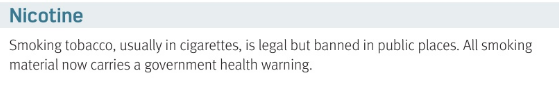 Nicotine
Smoking tobacco, usually in cigarettes, is legal but banned in public places. All smoking
material now carries a government health warning.